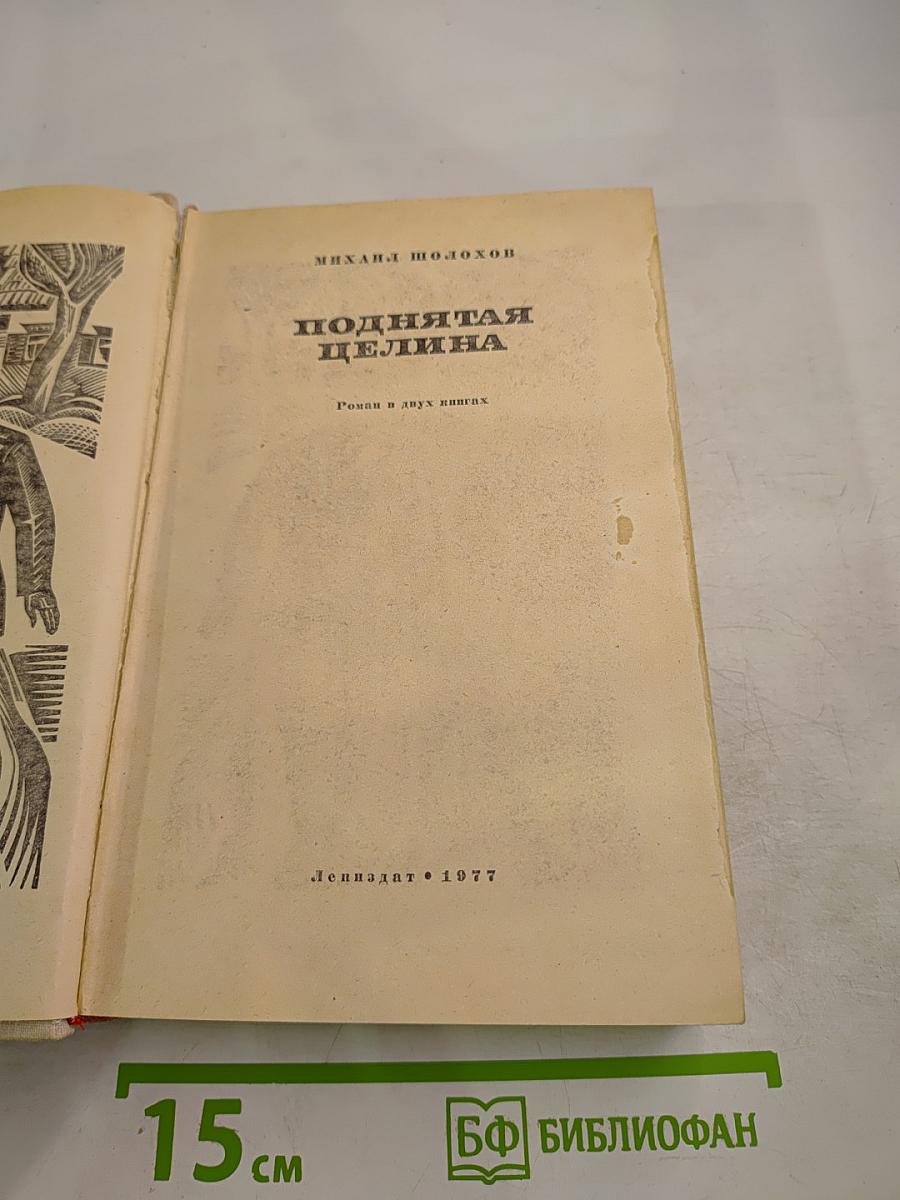 МИХАИЛ ШОЛОХОВ
ПОДНЯТАЯ
ЦЕЛИНА
Роман в двух книгах
Лениздат • 1977
15 см
БФ БИБЛИОФАН